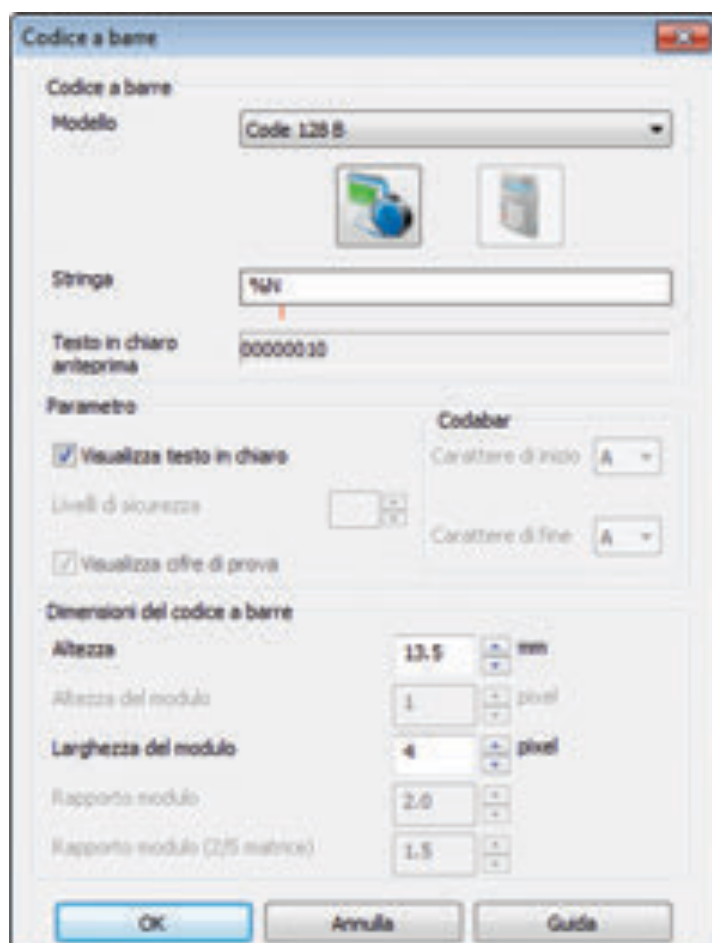 Codice a barre
Codice a barre
Modello
Code 128 B
Stringa
%N
Testo in chiaro
anteprima
00000010
Parametro
Codabar
Visualizza testo in chiaro
Carattere di inizio A
Livelli di sicurezza
Carattere di fine A
Visualizza cifre di prova
Dimensioni del codice a barre
Altezza 13.5 mm
Altezza del modulo 1 pixel
Larghezza del modulo 4 pixel
Rapporto modulo 2.0
Rapporto modulo (2/5 matrice) 1.5
OK Annulla Guida